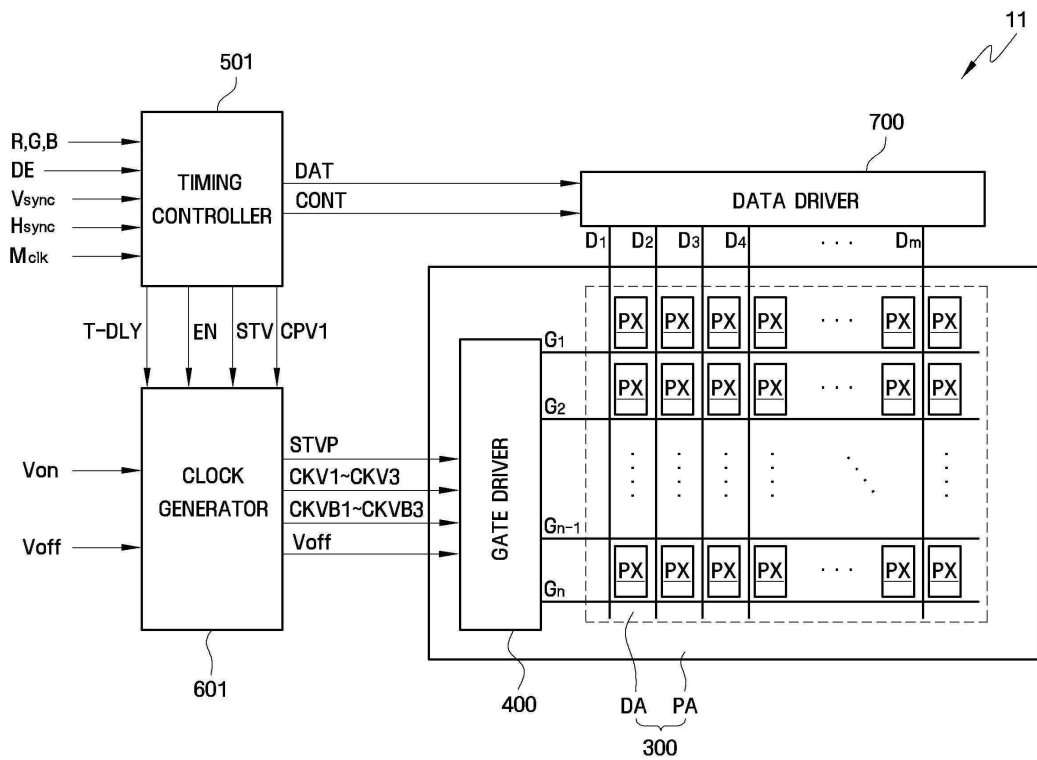 11
501
R,G,B
DE
Vsync
Hsync
Mclk
TIMING
CONTROLLER
DAT
CONT
700
DATA DRIVER
D1 D2 D3 D4 · · · Dm
T-DLY EN STV CPV1
PX PX PX PX · · · PX PX
G1
PX PX PX PX · · · PX PX
G2
Von
Voff
CLOCK
GENERATOR
STVP
CKV1~CKV3
CKVB1~CKVB3
Voff
GATE DRIVER
Gn-1
PX PX PX PX · · · PX PX
Gn
601
400
DA PA
300